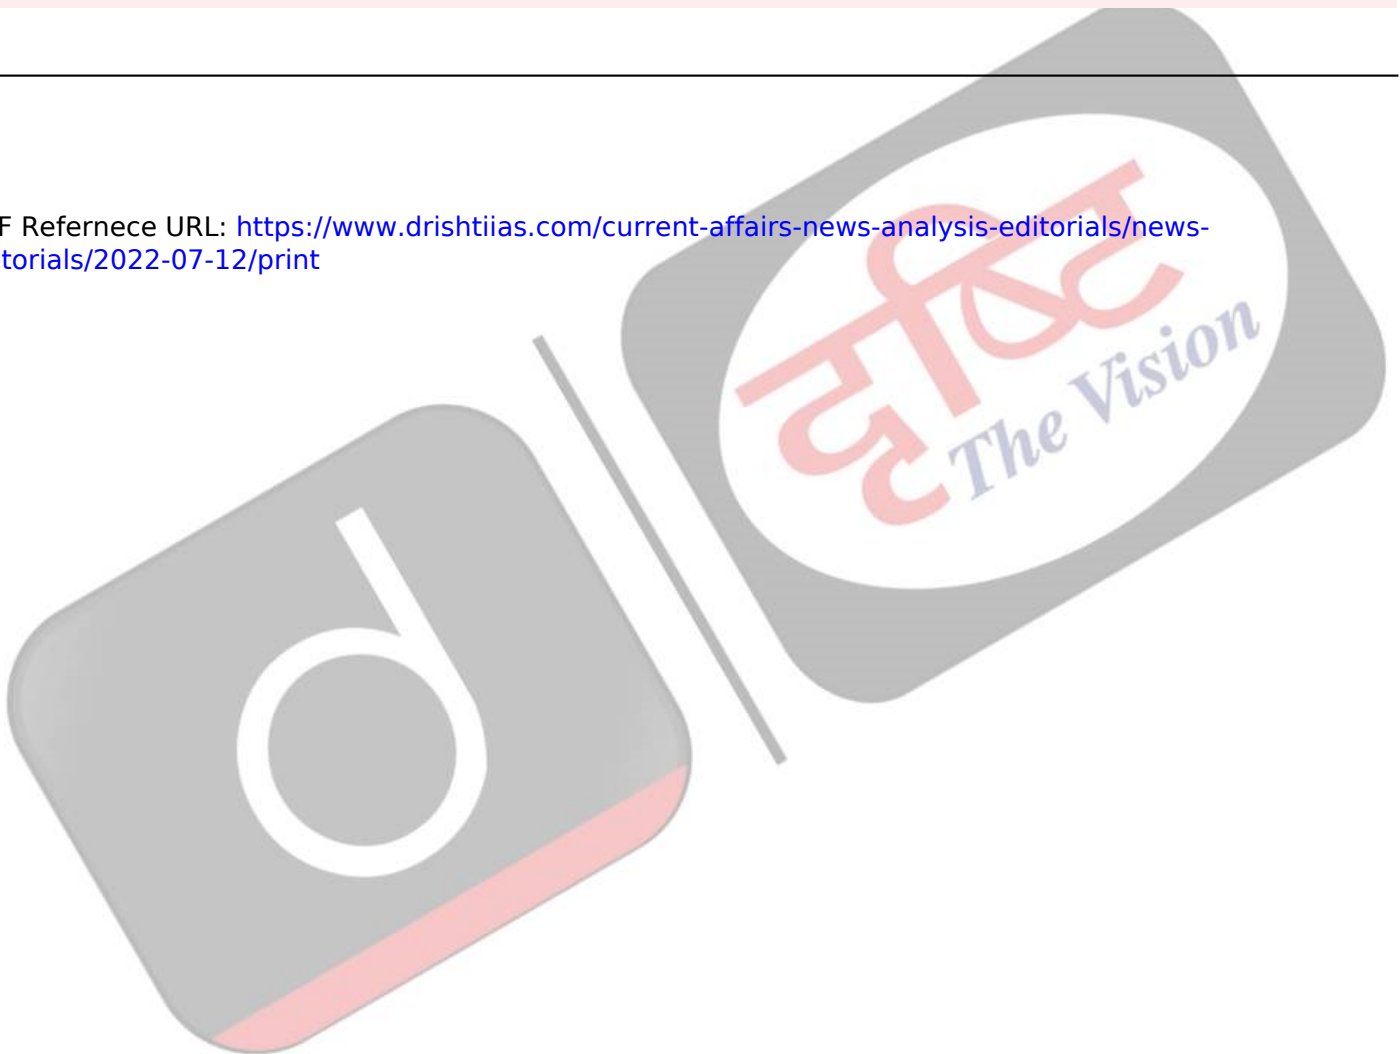 F Refernece URL: https://www.drishtiias.com/current-affairs-news-analysis-editorials/news-
torials/2022-07-12/print
दृष्टि
The Vision
d